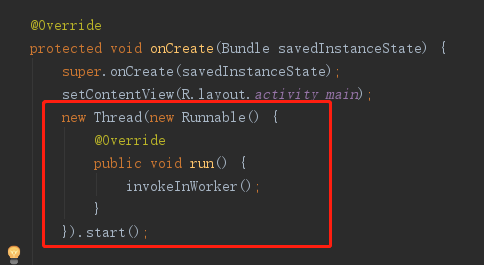 @Override
protected void onCreate(Bundle savedInstanceState) {
super.onCreate(savedInstanceState);
setContentView(R.layout.activity_main);
new Thread(new Runnable() {
@Override
public void run() {
invokeInWorker();
}
}).start();